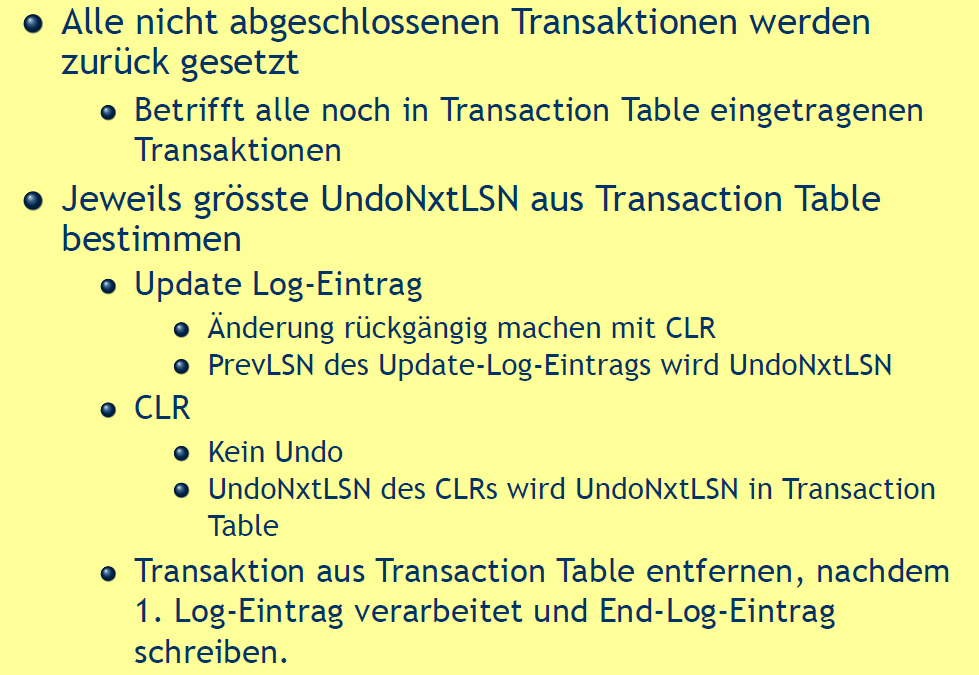 Alle nicht abgeschlossenen Transaktionen werden
zurück gesetzt
Betrifft alle noch in Transaction Table eingetragenen
Transaktionen
Jeweils grösste UndoNxtLSN aus Transaction Table
bestimmen
Update Log-Eintrag
Änderung rückgängig machen mit CLR
PrevLSN des Update-Log-Eintrags wird UndoNxtLSN
CLR
Kein Undo
UndoNxtLSN des CLRs wird UndoNxtLSN in Transaction
Table
Transaktion aus Transaction Table entfernen, nachdem
1. Log-Eintrag verarbeitet und End-Log-Eintrag
schreiben.